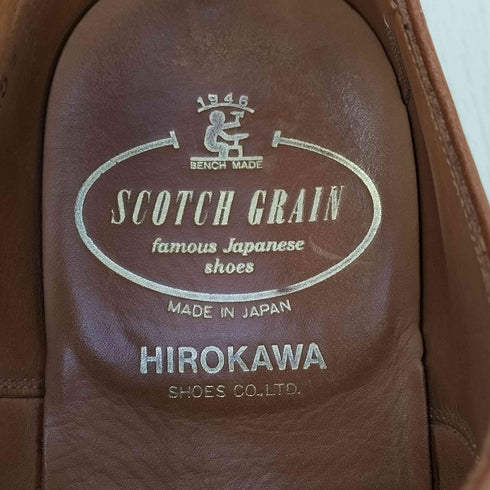 1946
BENCH MADE
SCOTCH GRAIN
famous Japanese
shoes
MADE IN JAPAN
HIROKAWA
SHOES CO.,LTD.